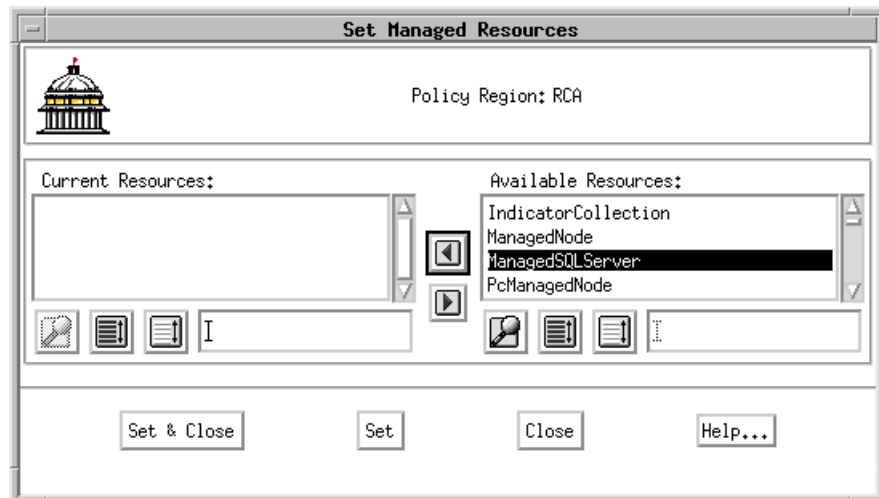 Set Managed Resources
Policy Region: RCA
Current Resources:
Available Resources:
IndicatorCollection
ManagedNode
ManagedSQLServer
PcManagedNode
Set & Close
Set
Close
Help...